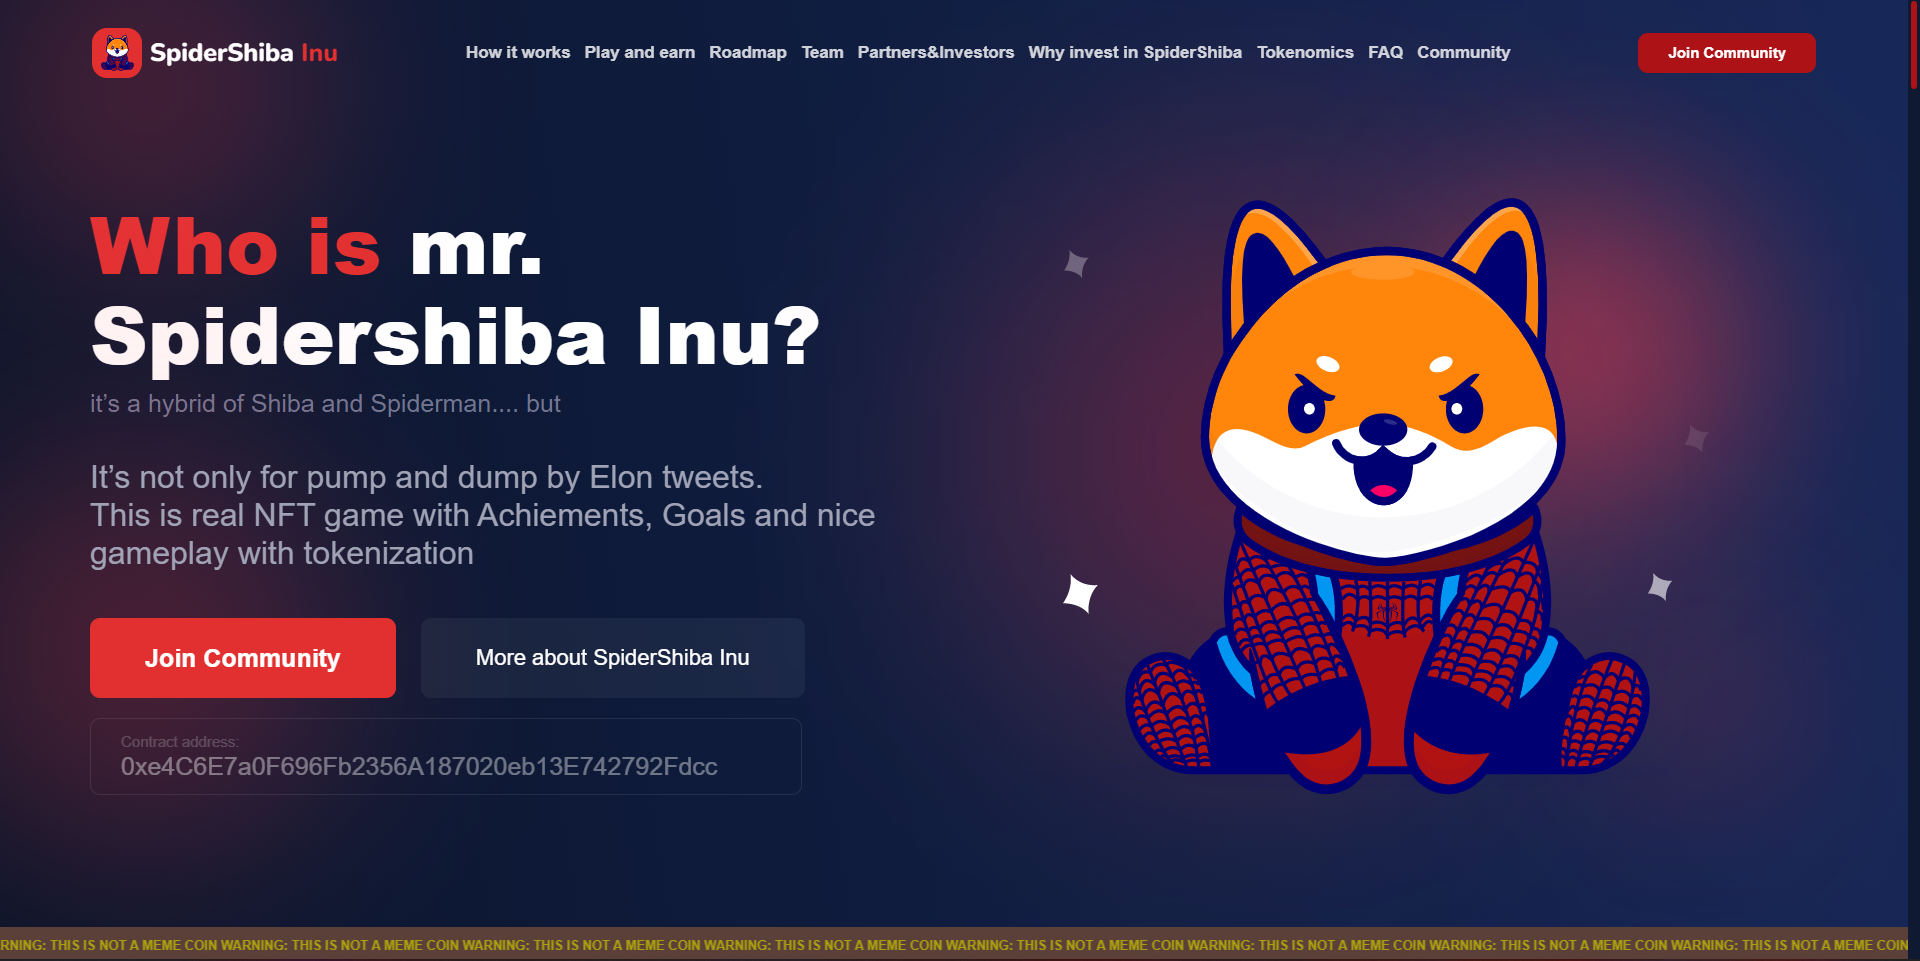 SpiderShiba Inu
How it works Play and earn Roadmap Team Partners&Investors Why invest in SpiderShiba Tokenomics FAQ Community
Join Community
Who is mr.
Spidershiba Inu?
it’s a hybrid of Shiba and Spiderman.... but
It’s not only for pump and dump by Elon tweets.
This is real NFT game with Achiements, Goals and nice
gameplay with tokenization
Join Community
More about SpiderShiba Inu
Contract address:
0xe4C6E7a0F696Fb2356A187020eb13E742792Fdcc
RNING: THIS IS NOT A MEME COIN WARNING: THIS IS NOT A MEME COIN WARNING: THIS IS NOT A MEME COIN WARNING: THIS IS NOT A MEME COIN WARNING: THIS IS NOT A MEME COIN WARNING: THIS IS NOT A MEME COIN WARNING: THIS IS NOT A MEME COIN WARNING: THIS IS NOT A MEME COIN